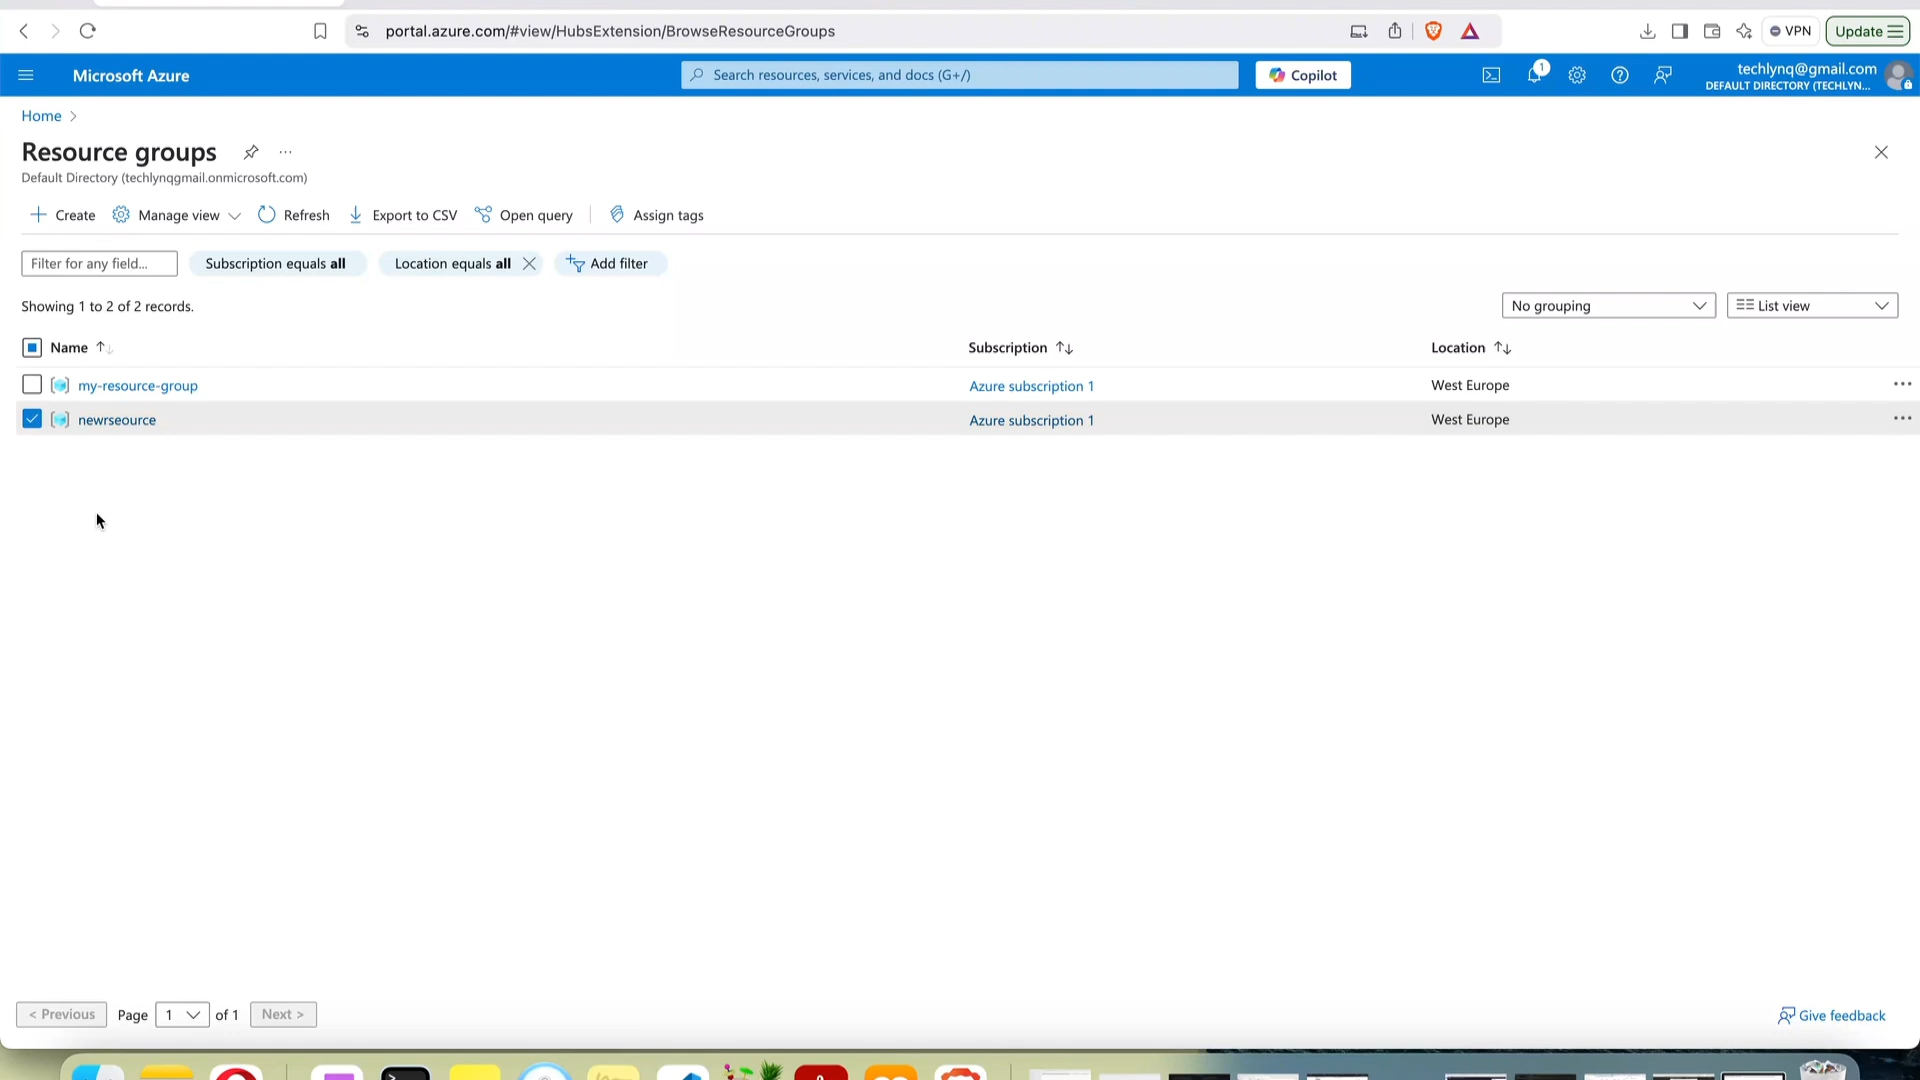 portal.azure.com/#view/HubsExtension/BrowseResourceGroups
VPN
Update
Microsoft Azure
Search resources, services, and docs (G+/)
Copilot
1
techlynq@gmail.com
DEFAULT DIRECTORY (TECHLYN...
Home >
Resource groups
...
Default Directory (techlynqgmail.onmicrosoft.com)
Create
Manage view
Refresh
Export to CSV
Open query
Assign tags
Filter for any field...
Subscription equals all
Location equals all
Add filter
Showing 1 to 2 of 2 records.
No grouping
List view
Name
Subscription
Location
my-resource-group
Azure subscription 1
West Europe
...
newrseource
Azure subscription 1
West Europe
...
< Previous
Page
1
of 1
Next >
Give feedback